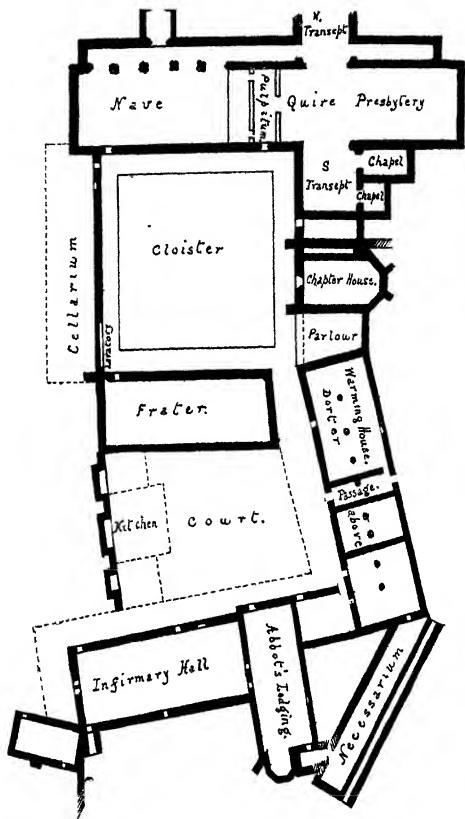 N.
Transept
Nave
Pulpitum
Quire Presbytery
S
Transept
Chapel
Chapel
Cloister
Cellarium
Lavatory
Chapter House.
Parlour
Frater.
Warming House.
Dorter
Passage.
above
Kitchen
Court.
Infirmary Hall
Abbot's Lodging.
Necessarium